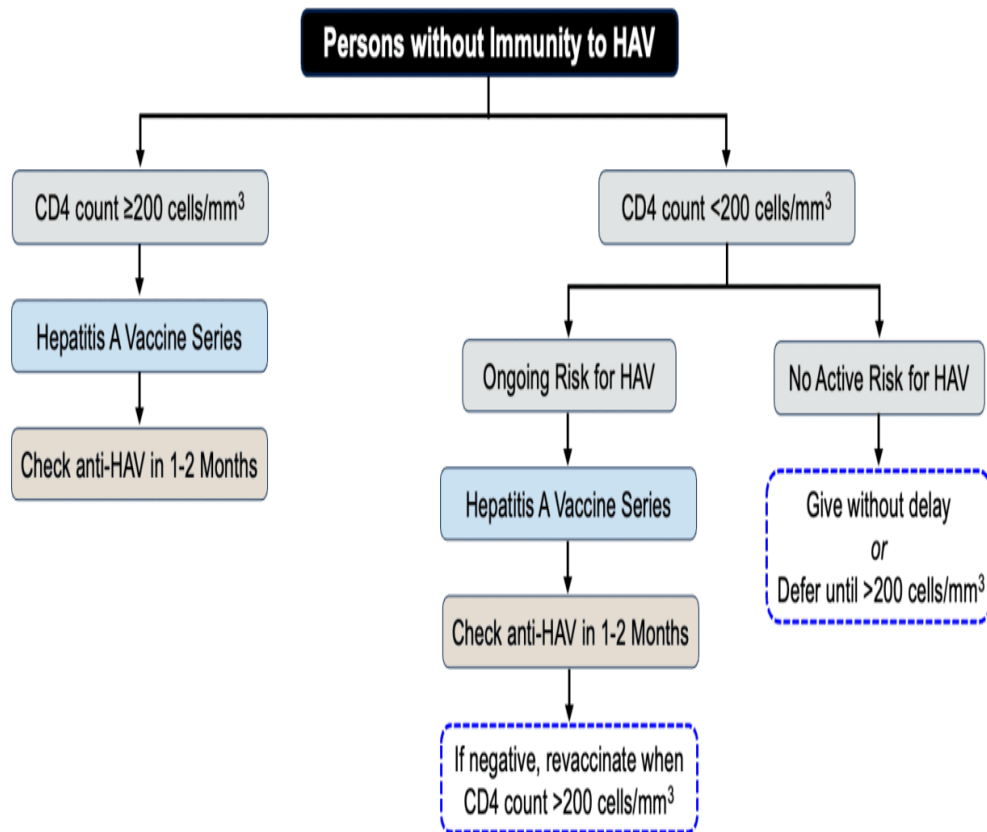 Persons without Immunity to HAV
CD4 count ≥200 cells/mm³
CD4 count <200 cells/mm³
Hepatitis A Vaccine Series
Check anti-HAV in 1-2 Months
Ongoing Risk for HAV
No Active Risk for HAV
Hepatitis A Vaccine Series
Check anti-HAV in 1-2 Months
If negative, revaccinate when
CD4 count >200 cells/mm³
Give without delay
or
Defer until >200 cells/mm³